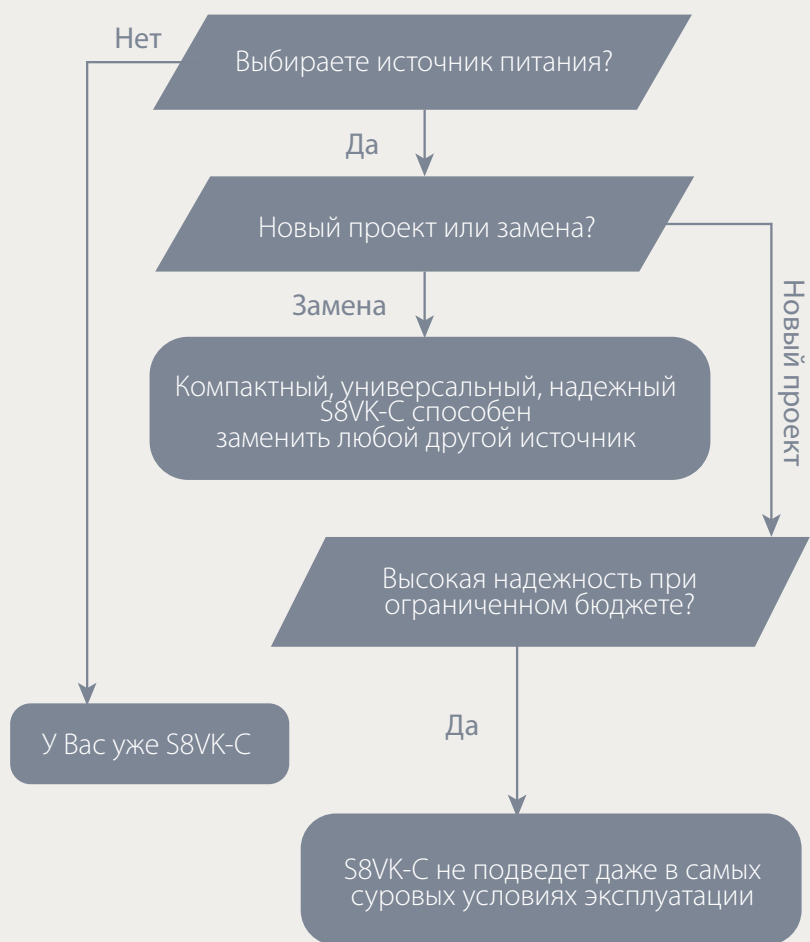 Нет
Выбираете источник питания?
Да
Новый проект или замена?
Замена
Новый проект
Компактный, универсальный, надежный
S8VK-C способен
заменить любой другой источник
Высокая надежность при
ограниченном бюджете?
У Вас уже S8VK-C
Да
S8VK-C не подведет даже в самых
суровых условиях эксплуатации